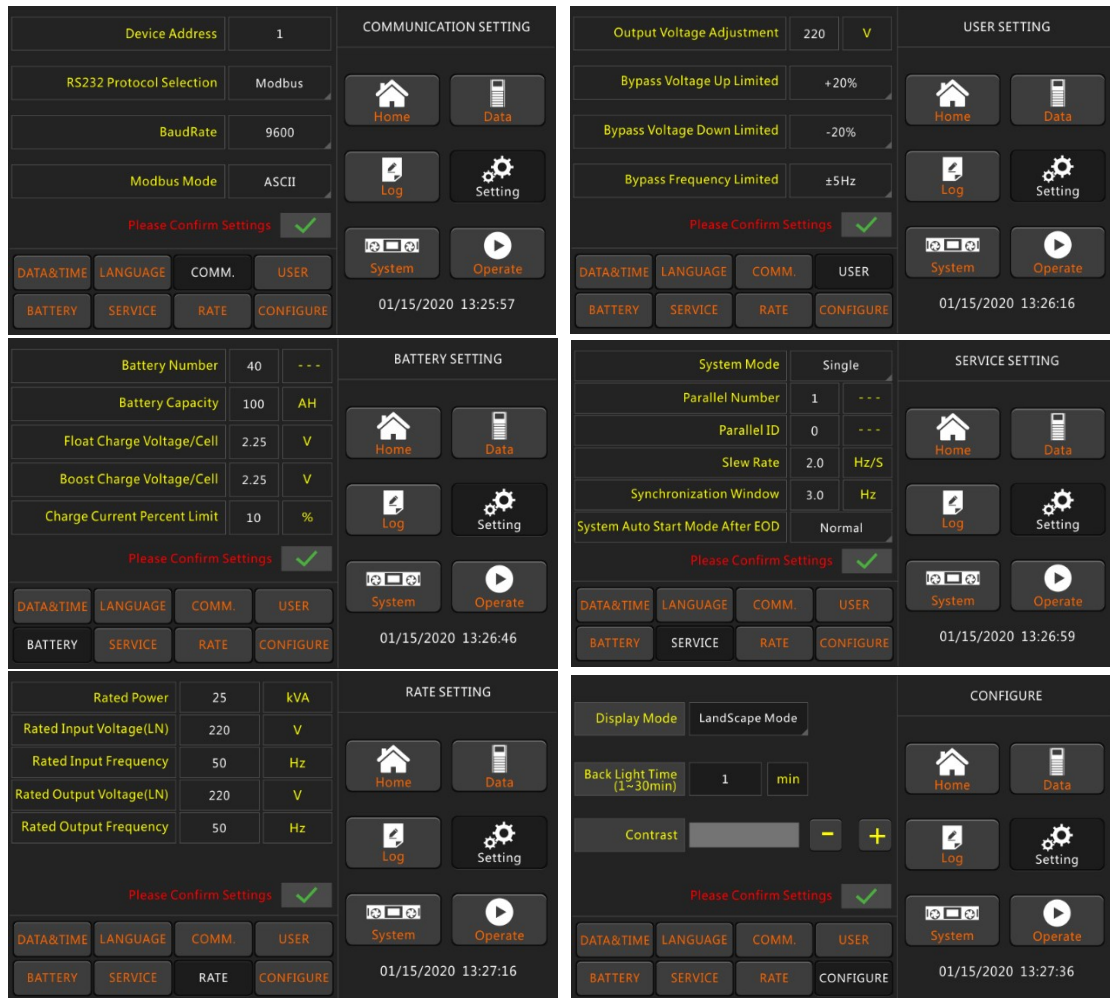 Device Address 1
RS232 Protocol Selection Modbus
BaudRate 9600
Modbus Mode ASCII
Please Confirm Settings
DATA&TIME LANGUAGE COMM. USER
BATTERY SERVICE RATE CONFIGURE
COMMUNICATION SETTING
Home Data
Log Setting
System Operate
01/15/2020 13:25:57
Output Voltage Adjustment 220 V
Bypass Voltage Up Limited +20%
Bypass Voltage Down Limited -20%
Bypass Frequency Limited ±5Hz
Please Confirm Settings
DATA&TIME LANGUAGE COMM. USER
BATTERY SERVICE RATE CONFIGURE
USER SETTING
Home Data
Log Setting
System Operate
01/15/2020 13:26:16
Battery Number 40 ---
Battery Capacity 100 AH
Float Charge Voltage/Cell 2.25 V
Boost Charge Voltage/Cell 2.25 V
Charge Current Percent Limit 10 %
Please Confirm Settings
DATA&TIME LANGUAGE COMM. USER
BATTERY SERVICE RATE CONFIGURE
BATTERY SETTING
Home Data
Log Setting
System Operate
01/15/2020 13:26:46
System Mode Single
Parallel Number 1 ---
Parallel ID 0 ---
Slew Rate 2.0 Hz/S
Synchronization Window 3.0 Hz
System Auto Start Mode After EOD Normal
Please Confirm Settings
DATA&TIME LANGUAGE COMM. USER
BATTERY SERVICE RATE CONFIGURE
SERVICE SETTING
Home Data
Log Setting
System Operate
01/15/2020 13:26:59
Rated Power 25 kVA
Rated Input Voltage(LN) 220 V
Rated Input Frequency 50 Hz
Rated Output Voltage(LN) 220 V
Rated Output Frequency 50 Hz
Please Confirm Settings
DATA&TIME LANGUAGE COMM. USER
BATTERY SERVICE RATE CONFIGURE
RATE SETTING
Home Data
Log Setting
System Operate
01/15/2020 13:27:16
Display Mode LandScape Mode
Back Light Time
(1~30min) 1 min
Contrast - +
Please Confirm Settings
DATA&TIME LANGUAGE COMM. USER
BATTERY SERVICE RATE CONFIGURE
CONFIGURE
Home Data
Log Setting
System Operate
01/15/2020 13:27:36